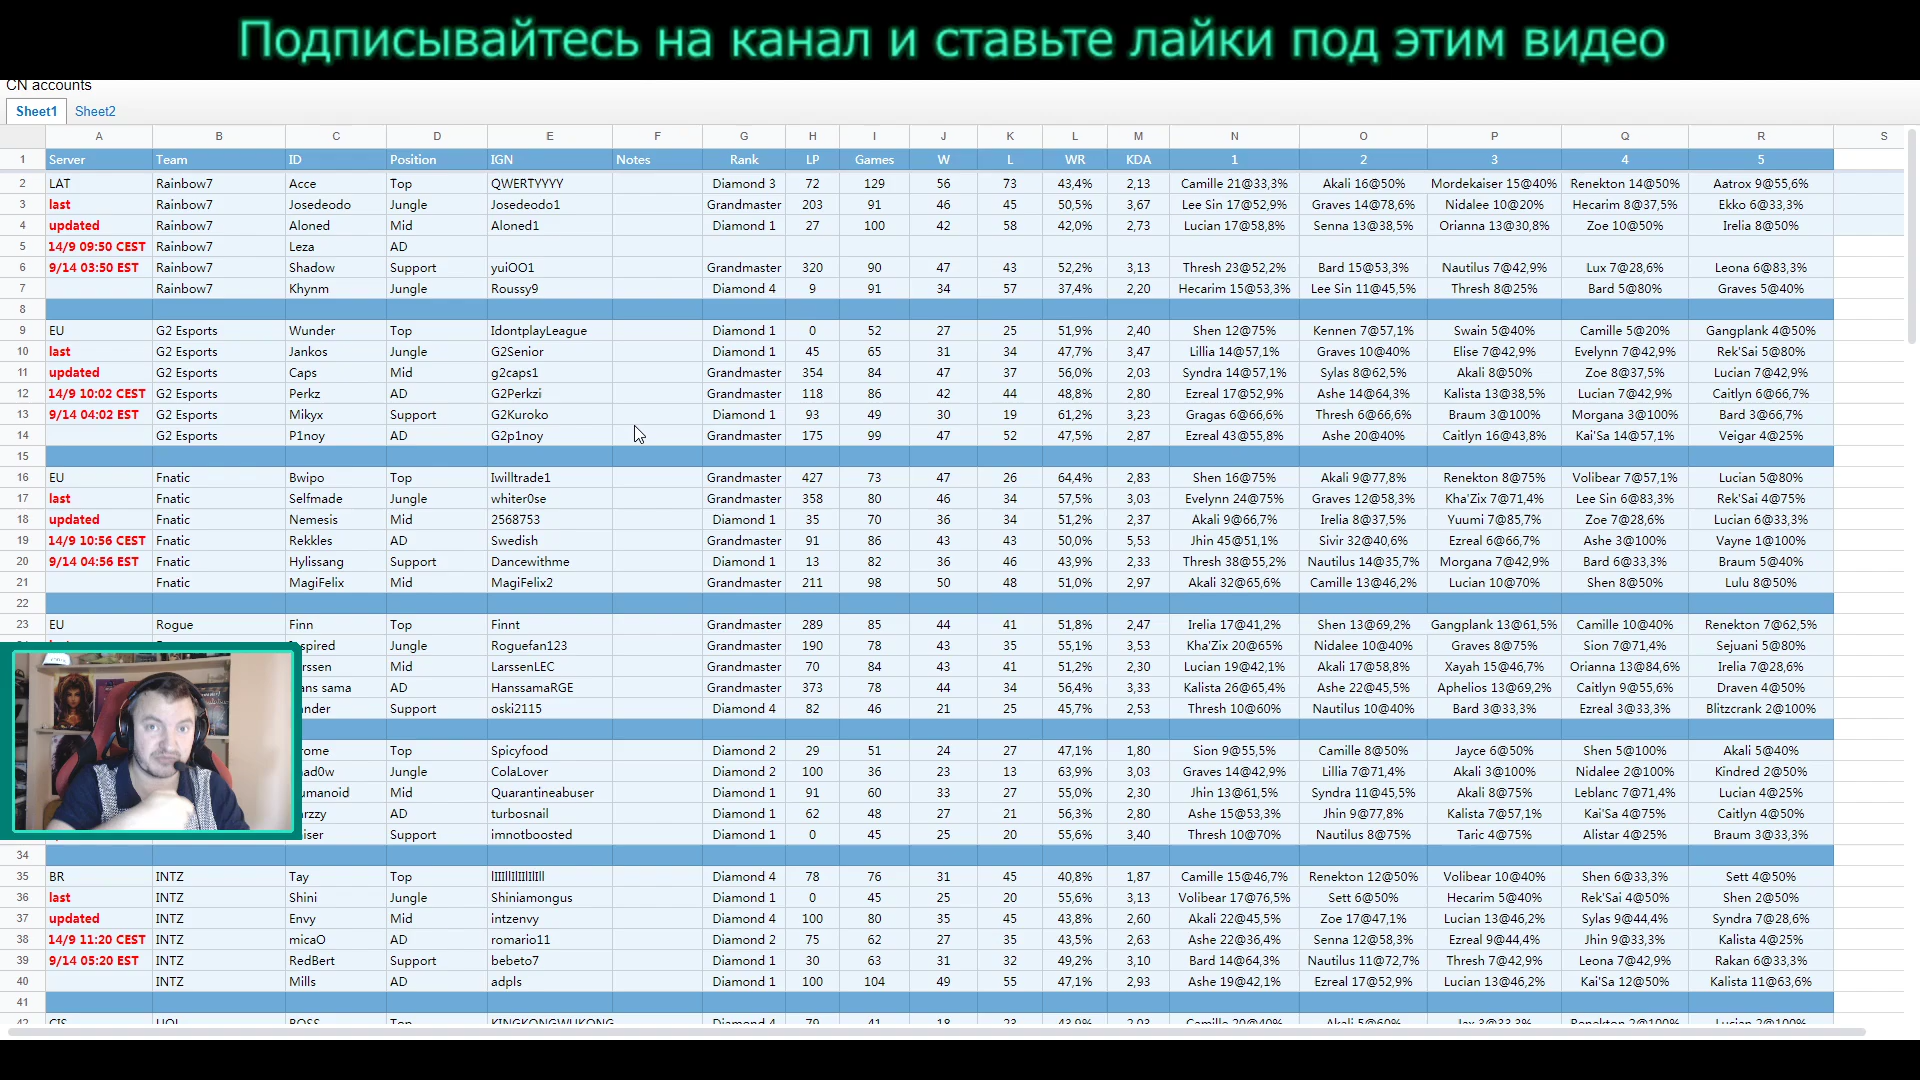 Подписывайтесь на канал и ставьте лайки под этим видео
CN accounts
Sheet1 Sheet2
A B C D E F G H I J K L M N O P Q R S
1 Server Team ID Position IGN Notes Rank LP Games W L WR KDA 1 2 3 4 5
2 LAT Rainbow7 Acce Top QWERTYYYY Diamond 3 72 129 56 73 43,4% 2,13 Camille 21@33,3% Akali 16@50% Mordekaiser 15@40% Renekton 14@50% Aatrox 9@55,6%
3 last Rainbow7 Josedeodo Jungle Josedeodo1 Grandmaster 203 91 46 45 50,5% 3,67 Lee Sin 17@52,9% Graves 14@78,6% Nidalee 10@20% Hecarim 8@37,5% Ekko 6@33,3%
4 updated Rainbow7 Aloned Mid Aloned1 Diamond 1 27 100 42 58 42,0% 2,73 Lucian 17@58,8% Senna 13@38,5% Orianna 13@30,8% Zoe 10@50% Irelia 8@50%
5 14/9 09:50 CEST Rainbow7 Leza AD
6 9/14 03:50 EST Rainbow7 Shadow Support yuiOO1 Grandmaster 320 90 47 43 52,2% 3,13 Thresh 23@52,2% Bard 15@53,3% Nautilus 7@42,9% Lux 7@28,6% Leona 6@83,3%
7 Rainbow7 Khynm Jungle Roussy9 Diamond 4 9 91 34 57 37,4% 2,20 Hecarim 15@53,3% Lee Sin 11@45,5% Thresh 8@25% Bard 5@80% Graves 5@40%
8
9 EU G2 Esports Wunder Top IdontplayLeague Diamond 1 0 52 27 25 51,9% 2,40 Shen 12@75% Kennen 7@57,1% Swain 5@40% Camille 5@20% Gangplank 4@50%
10 last G2 Esports Jankos Jungle G2Senior Diamond 1 45 65 31 34 47,7% 3,47 Lillia 14@57,1% Graves 10@40% Elise 7@42,9% Evelynn 7@42,9% Rek'Sai 5@80%
11 updated G2 Esports Caps Mid g2caps1 Grandmaster 354 84 47 37 56,0% 2,03 Syndra 14@57,1% Sylas 8@62,5% Akali 8@50% Zoe 8@37,5% Lucian 7@42,9%
12 14/9 10:02 CEST G2 Esports Perkz AD G2Perkzi Grandmaster 118 86 42 44 48,8% 2,80 Ezreal 17@52,9% Ashe 14@64,3% Kalista 13@38,5% Lucian 7@42,9% Caitlyn 6@66,7%
13 9/14 04:02 EST G2 Esports Mikyx Support G2Kuroko Diamond 1 93 49 30 19 61,2% 3,23 Gragas 6@66,6% Thresh 6@66,6% Braum 3@100% Morgana 3@100% Bard 3@66,7%
14 G2 Esports P1noy AD G2p1noy Grandmaster 175 99 47 52 47,5% 2,87 Ezreal 43@55,8% Ashe 20@40% Caitlyn 16@43,8% Kai'Sa 14@57,1% Veigar 4@25%
15
16 EU Fnatic Bwipo Top Iwilltrade1 Grandmaster 427 73 47 26 64,4% 2,83 Shen 16@75% Akali 9@77,8% Renekton 8@75% Volibear 7@57,1% Lucian 5@80%
17 last Fnatic Selfmade Jungle whiter0se Grandmaster 358 80 46 34 57,5% 3,03 Evelynn 24@75% Graves 12@58,3% Kha'Zix 7@71,4% Lee Sin 6@83,3% Rek'Sai 4@75%
18 updated Fnatic Nemesis Mid 2568753 Diamond 1 35 70 36 34 51,2% 2,37 Akali 9@66,7% Irelia 8@37,5% Yuumi 7@85,7% Zoe 7@28,6% Lucian 6@33,3%
19 14/9 10:56 CEST Fnatic Rekkles AD Swedish Grandmaster 91 86 43 43 50,0% 5,53 Jhin 45@51,1% Sivir 32@40,6% Ezreal 6@66,7% Ashe 3@100% Vayne 1@100%
20 9/14 04:56 EST Fnatic Hylissang Support Dancewithme Diamond 1 13 82 36 46 43,9% 2,33 Thresh 38@55,2% Nautilus 14@35,7% Morgana 7@42,9% Bard 6@33,3% Braum 5@40%
21 Fnatic MagiFelix Mid MagiFelix2 Grandmaster 211 98 50 48 51,0% 2,97 Akali 32@65,6% Camille 13@46,2% Lucian 10@70% Shen 8@50% Lulu 8@50%
22
23 EU Rogue Finn Top Finnt Grandmaster 289 85 44 41 51,8% 2,47 Irelia 17@41,2% Shen 13@69,2% Gangplank 13@61,5% Camille 10@40% Renekton 7@62,5%
spired Jungle Roguefan123 Grandmaster 190 78 43 35 55,1% 3,53 Kha'Zix 20@65% Nidalee 10@40% Graves 8@75% Sion 7@71,4% Sejuani 5@80%
rssen Mid LarssenLEC Grandmaster 70 84 43 41 51,2% 2,30 Lucian 19@42,1% Akali 17@58,8% Xayah 15@46,7% Orianna 13@84,6% Irelia 7@28,6%
ans sama AD HanssamaRGE Grandmaster 373 78 44 34 56,4% 3,33 Kalista 26@65,4% Ashe 22@45,5% Aphelios 13@69,2% Caitlyn 9@55,6% Draven 4@50%
ander Support oski2115 Diamond 4 82 46 21 25 45,7% 2,53 Thresh 10@60% Nautilus 10@40% Bard 3@33,3% Ezreal 3@33,3% Blitzcrank 2@100%
rome Top Spicyfood Diamond 2 29 51 24 27 47,1% 1,80 Sion 9@55,5% Camille 8@50% Jayce 6@50% Shen 5@100% Akali 5@40%
ad0w Jungle ColaLover Diamond 2 100 36 23 13 63,9% 3,03 Graves 14@42,9% Lillia 7@71,4% Akali 3@100% Nidalee 2@100% Kindred 2@50%
umanoid Mid Quarantineabuser Diamond 1 91 60 33 27 55,0% 2,30 Jhin 13@61,5% Syndra 11@45,5% Akali 8@75% Leblanc 7@71,4% Lucian 4@25%
rzzy AD turbosnail Diamond 1 62 48 27 21 56,3% 2,80 Ashe 15@53,3% Jhin 9@77,8% Kalista 7@57,1% Kai'Sa 4@75% Caitlyn 4@50%
iser Support imnotboosted Diamond 1 0 45 25 20 55,6% 3,40 Thresh 10@70% Nautilus 8@75% Taric 4@75% Alistar 4@25% Braum 3@33,3%
34
35 BR INTZ Tay Top Diamond 4 78 76 31 45 40,8% 1,87 Camille 15@46,7% Renekton 12@50% Volibear 10@40% Shen 6@33,3% Sett 4@50%
36 last INTZ Shini Jungle Shiniamongus Diamond 1 0 45 25 20 55,6% 3,13 Volibear 17@76,5% Sett 6@50% Hecarim 5@40% Rek'Sai 4@50% Shen 2@50%
37 updated INTZ Envy Mid intzenvy Diamond 4 100 80 35 45 43,8% 2,60 Akali 22@45,5% Zoe 17@47,1% Lucian 13@46,2% Sylas 9@44,4% Syndra 7@28,6%
38 14/9 11:20 CEST INTZ micaO AD romario11 Diamond 2 75 62 27 35 43,5% 2,63 Ashe 22@36,4% Senna 12@58,3% Ezreal 9@44,4% Jhin 9@33,3% Kalista 4@25%
39 9/14 05:20 EST INTZ RedBert Support bebeto7 Diamond 1 30 63 31 32 49,2% 3,10 Bard 14@64,3% Nautilus 11@72,7% Thresh 7@42,9% Leona 7@42,9% Rakan 6@33,3%
40 INTZ Mills AD adpls Diamond 1 100 104 49 55 47,1% 2,93 Ashe 19@42,1% Ezreal 17@52,9% Lucian 13@46,2% Kai'Sa 12@50% Kalista 11@63,6%
41
42 CIS UOL BOSS Top KINGKONGWUKONG Diamond 4 79 41 18 23 43,9% 2,03 Camille 20@40% Akali 5@60% Jax 3@33,3% Renekton 2@100% Lucian 2@100%